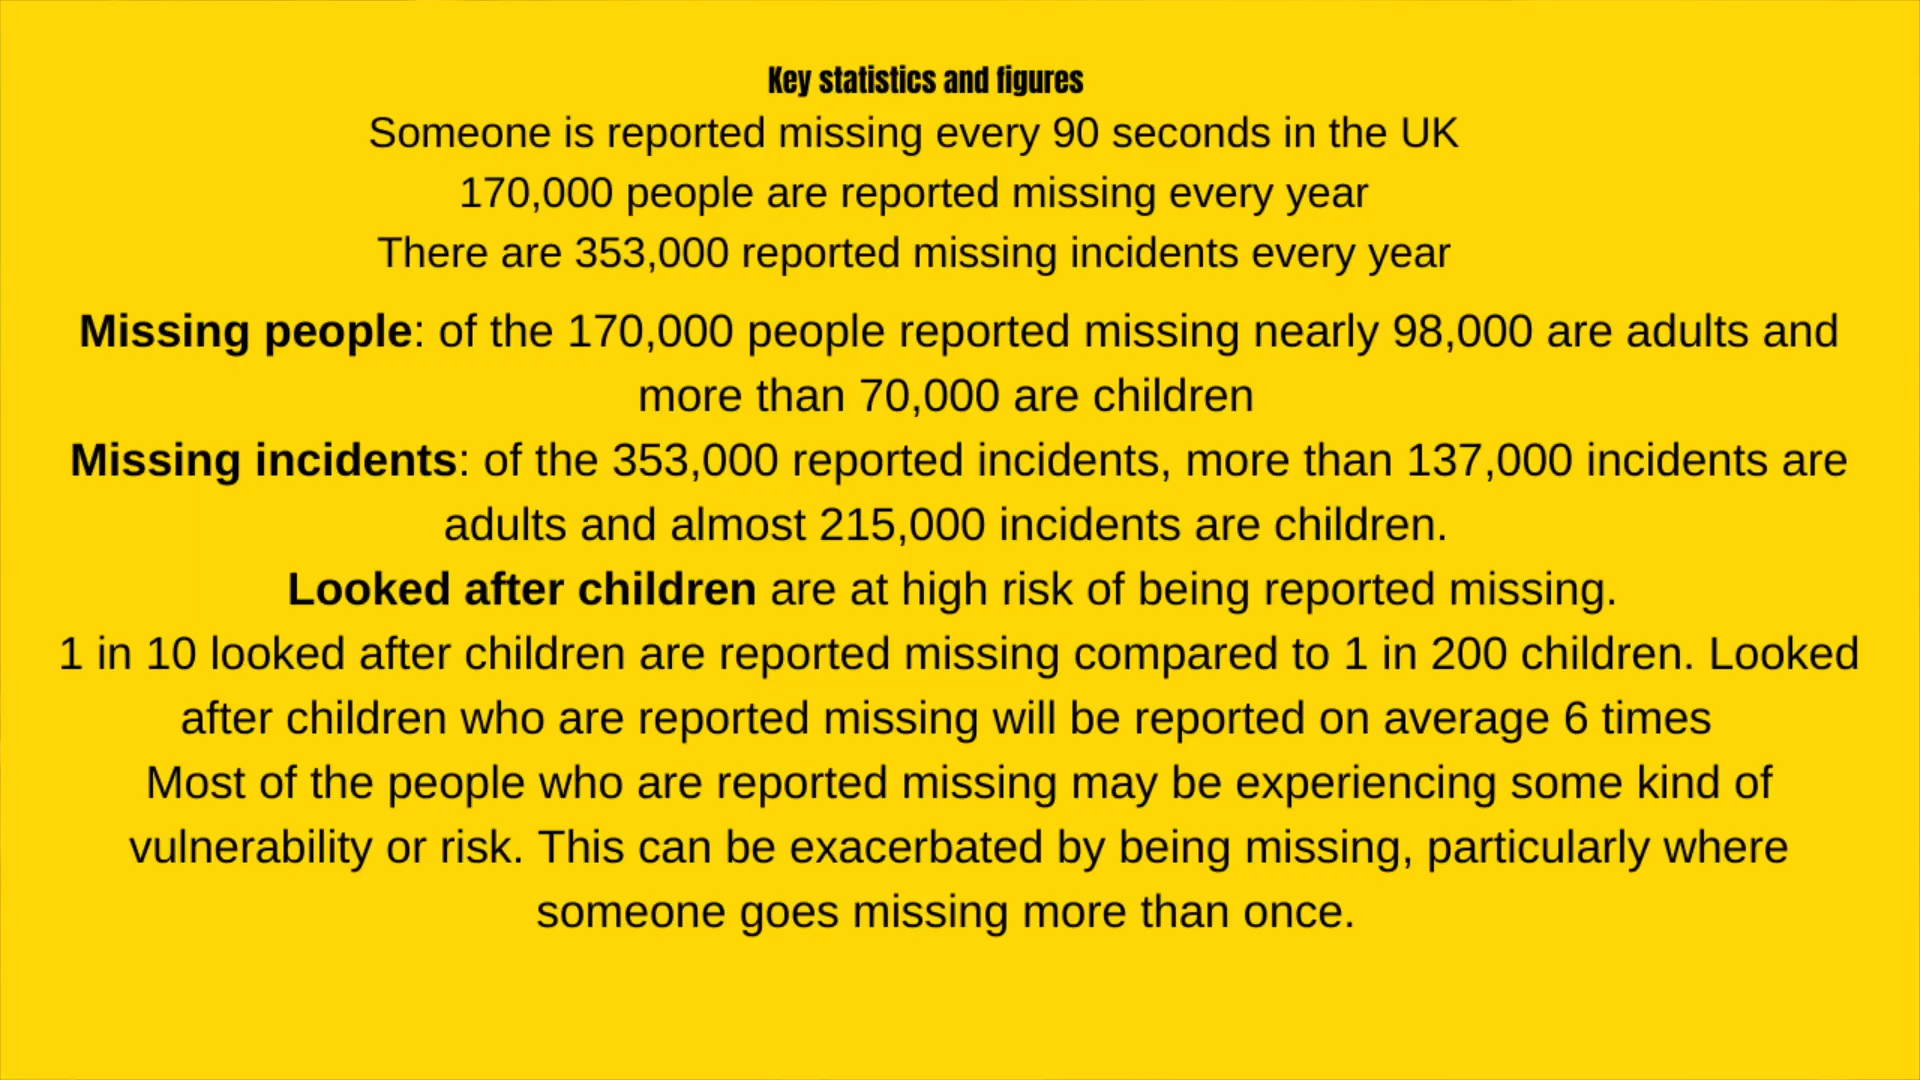 Key statistics and figures
Someone is reported missing every 90 seconds in the UK
170,000 people are reported missing every year
There are 353,000 reported missing incidents every year
Missing people: of the 170,000 people reported missing nearly 98,000 are adults and
more than 70,000 are children
Missing incidents: of the 353,000 reported incidents, more than 137,000 incidents are
adults and almost 215,000 incidents are children.
Looked after children are at high risk of being reported missing.
1 in 10 looked after children are reported missing compared to 1 in 200 children. Looked
after children who are reported missing will be reported on average 6 times
Most of the people who are reported missing may be experiencing some kind of
vulnerability or risk. This can be exacerbated by being missing, particularly where
someone goes missing more than once.